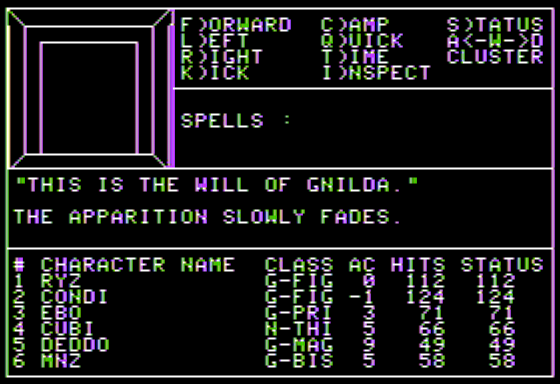 F)ORWARD C)AMP S)TATUS
L)EFT Q)UICK A<-W->D
R)IGHT T)IME CLUSTER
K)ICK I)NSPECT
SPELLS :
"THIS IS THE WILL OF GNILDA."
THE APPARITION SLOWLY FADES.
# CHARACTER NAME CLASS AC HITS STATUS
1 RYZ G-FIG 0 112 112
2 CONDI G-FIG -1 124 124
3 EBO G-PRI 3 71 71
4 CUBI N-THI 5 66 66
5 DEDDO G-MAG 9 49 49
6 MNZ G-BIS 5 58 58